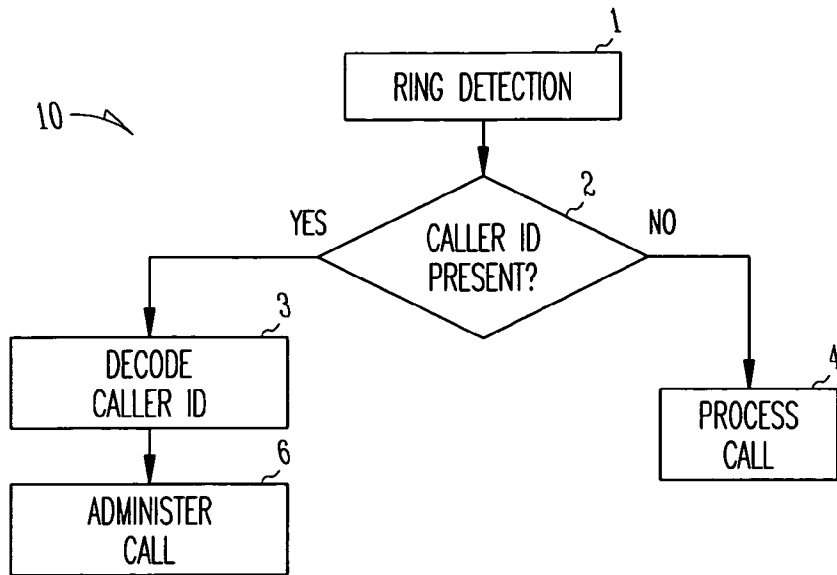 1
RING DETECTION
10
2
YES
CALLER ID
PRESENT?
NO
3
DECODE
CALLER ID
4
PROCESS
CALL
6
ADMINISTER
CALL